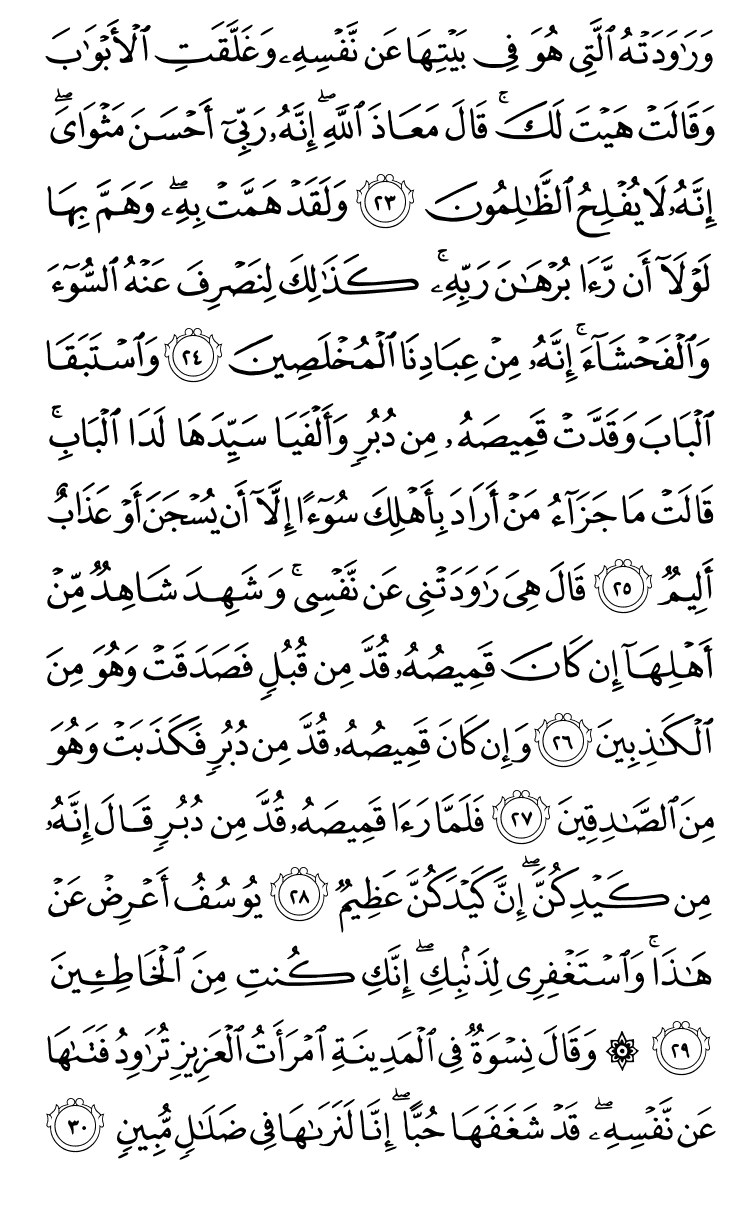 وَرَٰوَدَتْهُ ٱلَّتِى هُوَ فِى بَيْتِهَا عَن نَّفْسِهِۦ وَغَلَّقَتِ ٱلْأَبْوَٰبَ
وَقَالَتْ هَيْتَ لَكَ ۚ قَالَ مَعَاذَ ٱللَّهِ ۖ إِنَّهُۥ رَبِّىٓ أَحْسَنَ مَثْوَاىَ ۖ
إِنَّهُۥ لَا يُفْلِحُ ٱلظَّٰلِمُونَ ٢٣ وَلَقَدْ هَمَّتْ بِهِۦ ۖ وَهَمَّ بِهَا
لَوْلَآ أَن رَّءَا بُرْهَٰنَ رَبِّهِۦ ۚ كَذَٰلِكَ لِنَصْرِفَ عَنْهُ ٱلسُّوٓءَ
وَٱلْفَحْشَآءَ ۚ إِنَّهُۥ مِنْ عِبَادِنَا ٱلْمُخْلَصِينَ ٢٤ وَٱسْتَبَقَا
ٱلْبَابَ وَقَدَّتْ قَمِيصَهُۥ مِن دُبُرٍ وَأَلْفَيَا سَيِّدَهَا لَدَا ٱلْبَابِ ۚ
قَالَتْ مَا جَزَآءُ مَنْ أَرَادَ بِأَهْلِكَ سُوٓءًا إِلَّآ أَن يُسْجَنَ أَوْ عَذَابٌ
أَلِيمٌ ٢٥ قَالَ هِىَ رَٰوَدَتْنِى عَن نَّفْسِى ۚ وَشَهِدَ شَاهِدٌ مِّنْ
أَهْلِهَآ إِن كَانَ قَمِيصُهُۥ قُدَّ مِن قُبُلٍ فَصَدَقَتْ وَهُوَ مِنَ
ٱلْكَٰذِبِينَ ٢٦ وَإِن كَانَ قَمِيصُهُۥ قُدَّ مِن دُبُرٍ فَكَذَبَتْ وَهُوَ
مِنَ ٱلصَّٰدِقِينَ ٢٧ فَلَمَّا رَءَا قَمِيصَهُۥ قُدَّ مِن دُبُرٍ قَالَ إِنَّهُۥ
مِن كَيْدِكُنَّ ۖ إِنَّ كَيْدَكُنَّ عَظِيمٌ ٢٨ يُوسُفُ أَعْرِضْ عَنْ
هَٰذَا ۚ وَٱسْتَغْفِرِى لِذَنۢبِكِ ۖ إِنَّكِ كُنتِ مِنَ ٱلْخَاطِـِٔينَ
٢٩ ۞ وَقَالَ نِسْوَةٌ فِى ٱلْمَدِينَةِ ٱمْرَأَتُ ٱلْعَزِيزِ تُرَٰوِدُ فَتَىٰهَا
عَن نَّفْسِهِۦ ۖ قَدْ شَغَفَهَا حُبًّا ۖ إِنَّا لَنَرَىٰهَا فِى ضَلَٰلٍ مُّبِينٍ ٣٠